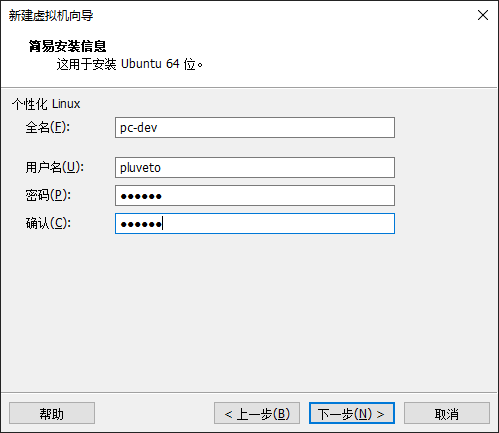 新建虚拟机向导
简易安装信息
这用于安装 Ubuntu 64 位。
个性化 Linux
全名(F): pc-dev
用户名(U): pluveto
密码(P): ●●●●●●
确认(C): ●●●●●●
帮助 < 上一步(B) 下一步(N) > 取消